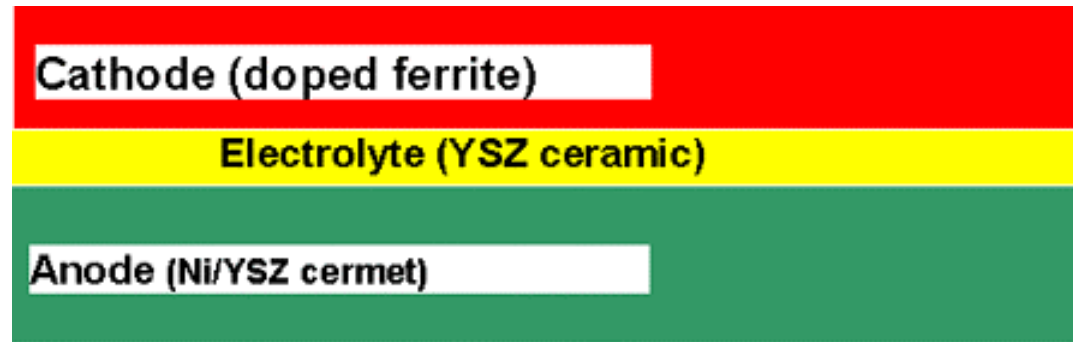 Cathode (doped ferrite)
Electrolyte (YSZ ceramic)
Anode (Ni/YSZ cermet)